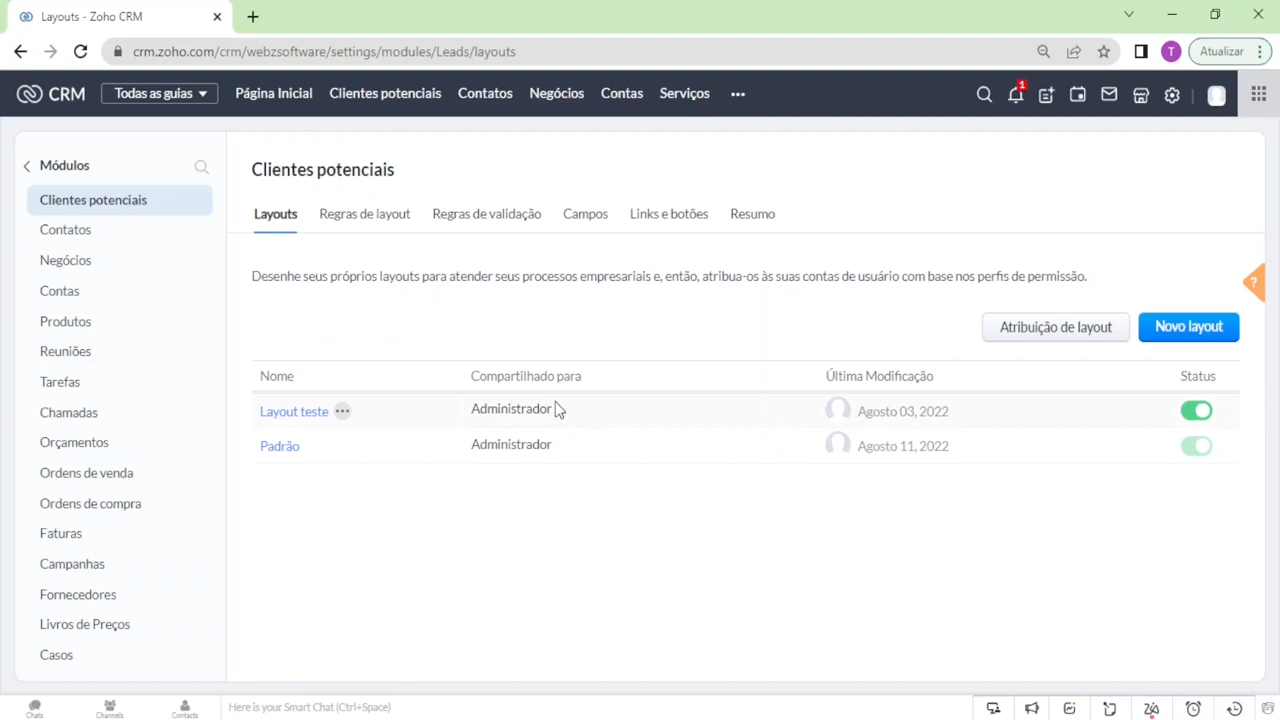 Layouts - Zoho CRM
crm.zoho.com/crm/webzsoftware/settings/modules/Leads/layouts
T
Atualizar
CRM
Todas as guias
Página Inicial
Clientes potenciais
Contatos
Negócios
Contas
Serviços
1
Módulos
Clientes potenciais
Contatos
Negócios
Contas
Produtos
Reuniões
Tarefas
Chamadas
Orçamentos
Ordens de venda
Ordens de compra
Faturas
Campanhas
Fornecedores
Livros de Preços
Casos
Clientes potenciais
Layouts
Regras de layout
Regras de validação
Campos
Links e botões
Resumo
Desenhe seus próprios layouts para atender seus processos empresariais e, então, atribua-os às suas contas de usuário com base nos perfis de permissão.
?
Atribuição de layout
Novo layout
Nome
Compartilhado para
Última Modificação
Status
Layout teste
Administrador
Agosto 03, 2022
Padrão
Administrador
Agosto 11, 2022
Chats
Channels
Contacts
Here is your Smart Chat (Ctrl+Space)